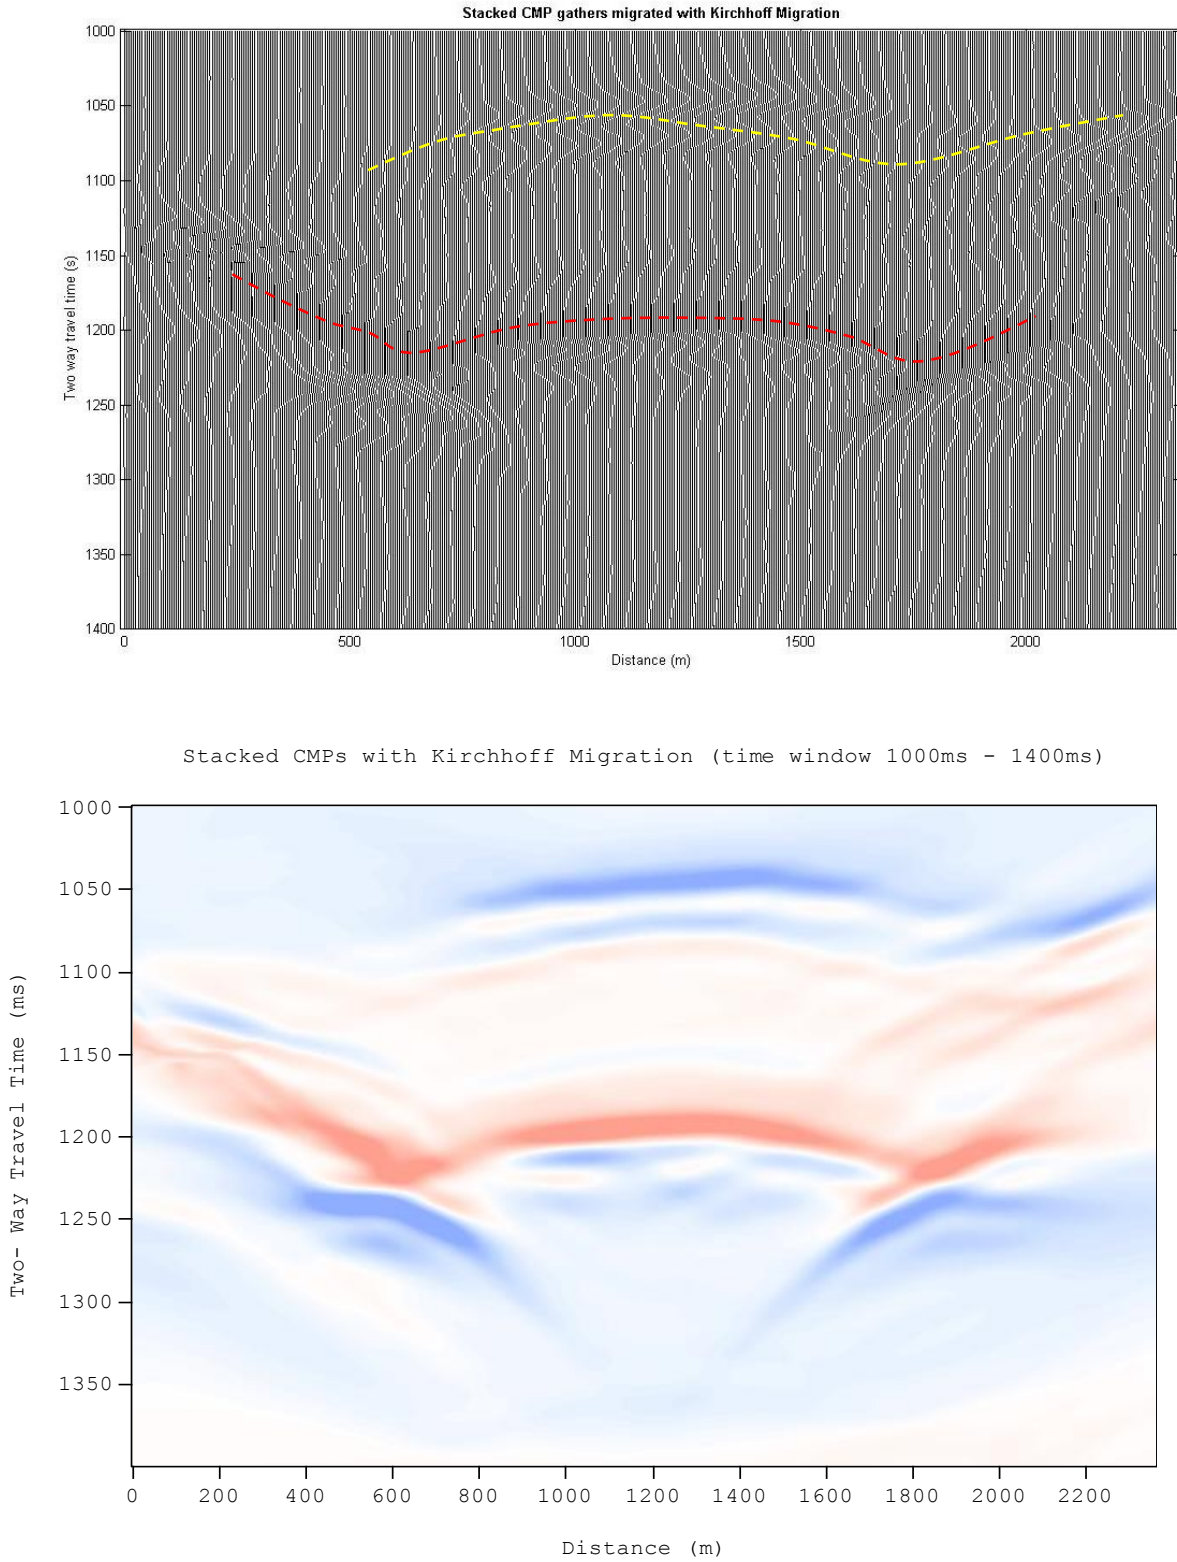 Stacked CMP gathers migrated with Kirchhoff Migration
1000
1050
1100
1150
1200
1250
1300
1350
1400
Two way travel time (s)
0 500 1000 1500 2000
Distance (m)
Stacked CMPs with Kirchhoff Migration (time window 1000ms - 1400ms)
1000
1050
1100
1150
1200
1250
1300
1350
Two- Way Travel Time (ms)
0 200 400 600 800 1000 1200 1400 1600 1800 2000 2200
Distance (m)